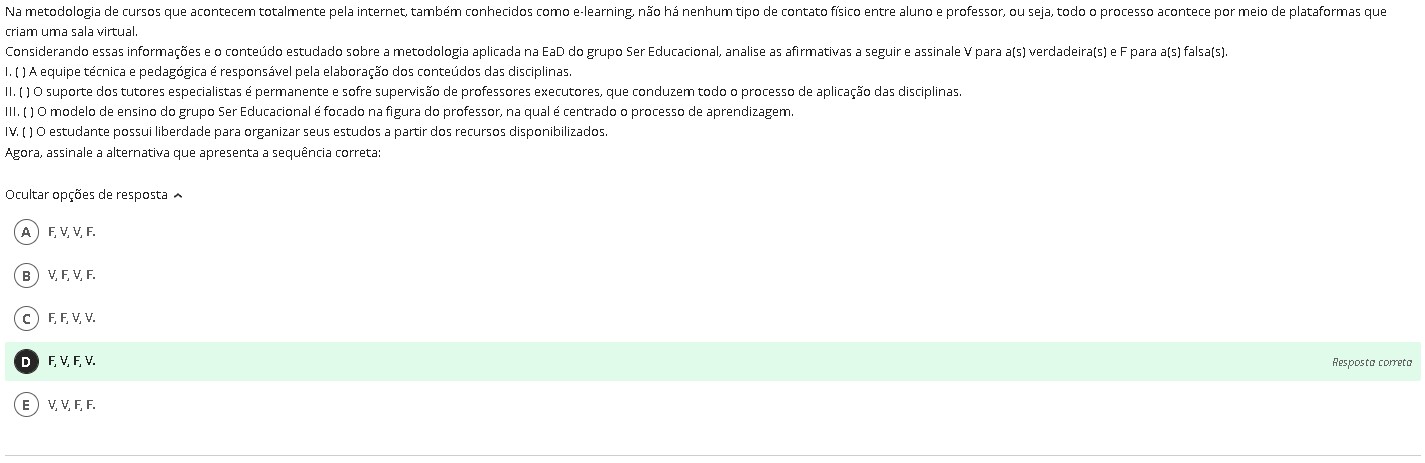 Na metodologia de cursos que acontecem totalmente pela internet, também conhecidos como e-learning, não há nenhum tipo de contato físico entre aluno e professor, ou seja, todo o processo acontece por meio de plataformas que
criam uma sala virtual.
Considerando essas informações e o conteúdo estudado sobre a metodologia aplicada na EaD do grupo Ser Educacional, analise as afirmativas a seguir e assinale V para a(s) verdadeira(s) e F para a(s) falsa(s).
I. ( ) A equipe técnica e pedagógica é responsável pela elaboração dos conteúdos das disciplinas.
II. ( ) O suporte dos tutores especialistas é permanente e sofre supervisão de professores executores, que conduzem todo o processo de aplicação das disciplinas.
III. ( ) O modelo de ensino do grupo Ser Educacional é focado na figura do professor, na qual é centrado o processo de aprendizagem.
IV. ( ) O estudante possui liberdade para organizar seus estudos a partir dos recursos disponibilizados.
Agora, assinale a alternativa que apresenta a sequência correta:
Ocultar opções de resposta
A F, V, V, F.
B V, F, V, F.
C F, F, V, V.
D F, V, F, V. Resposta correta
E V, V, F, F.